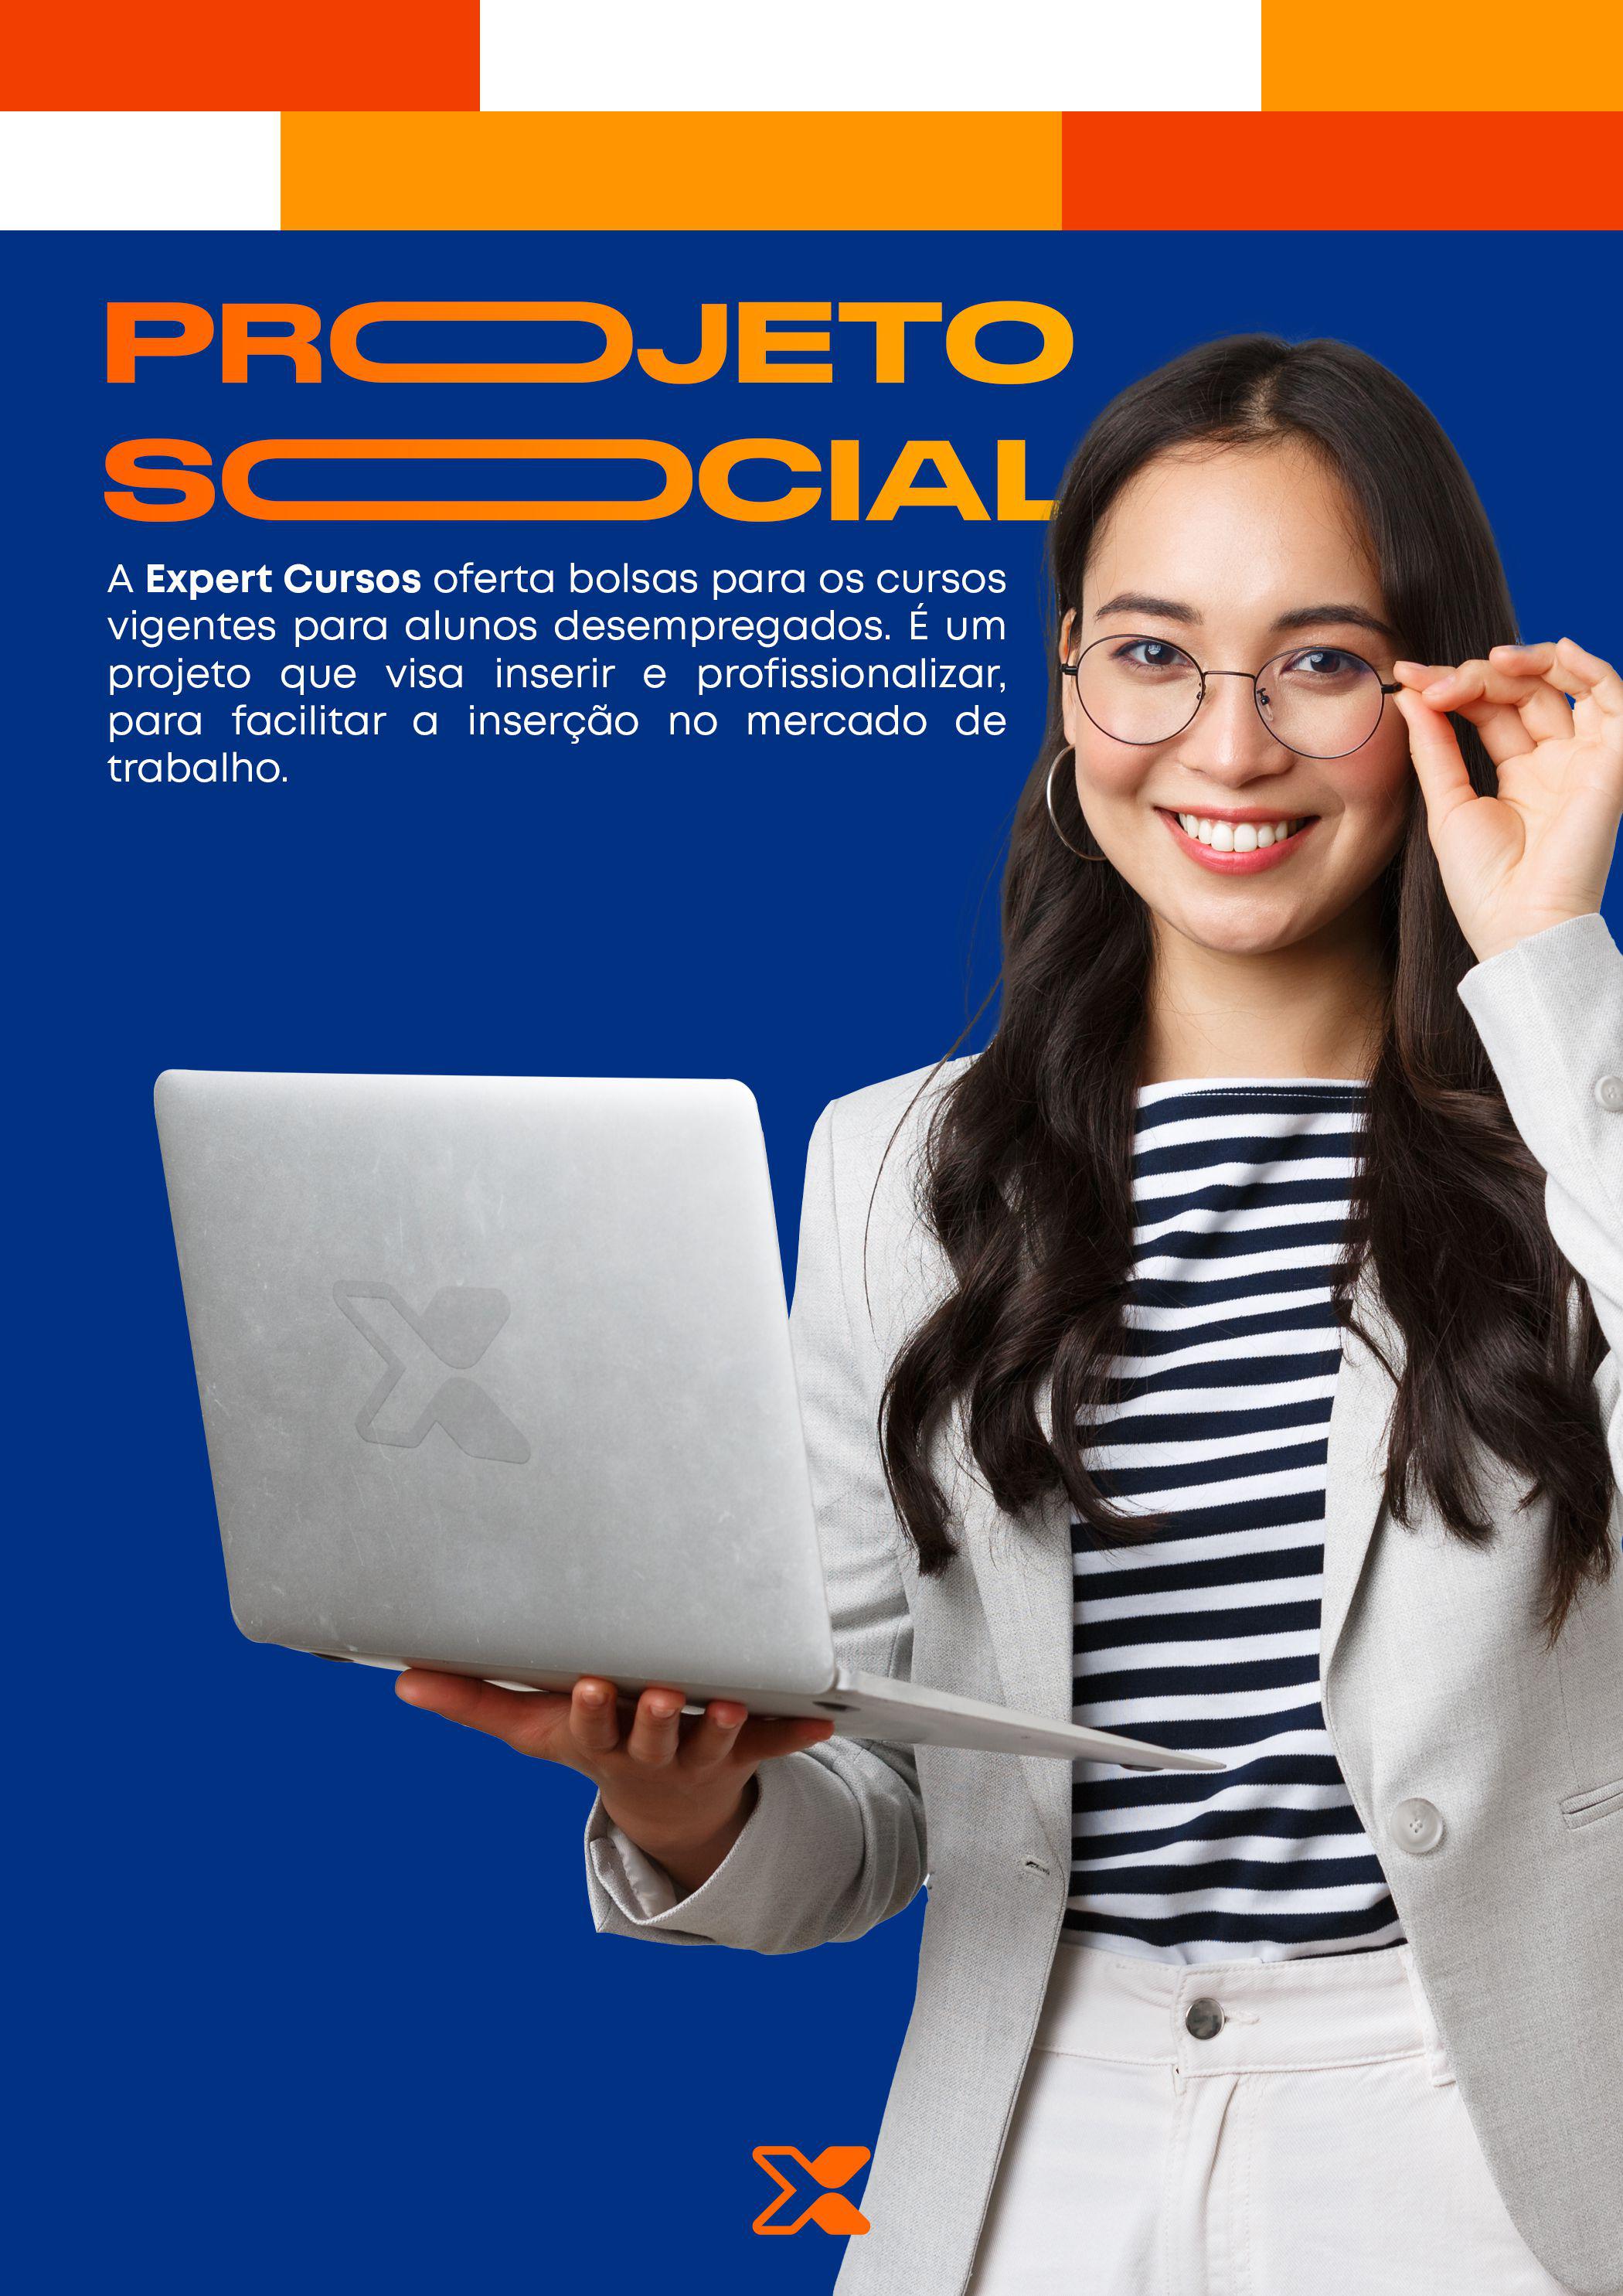 PROJETO
SOCIAL
A Expert Cursos oferta bolsas para os cursos
vigentes para alunos desempregados. É um
projeto que visa inserir e profissionalizar,
para facilitar a inserção no mercado de
trabalho.